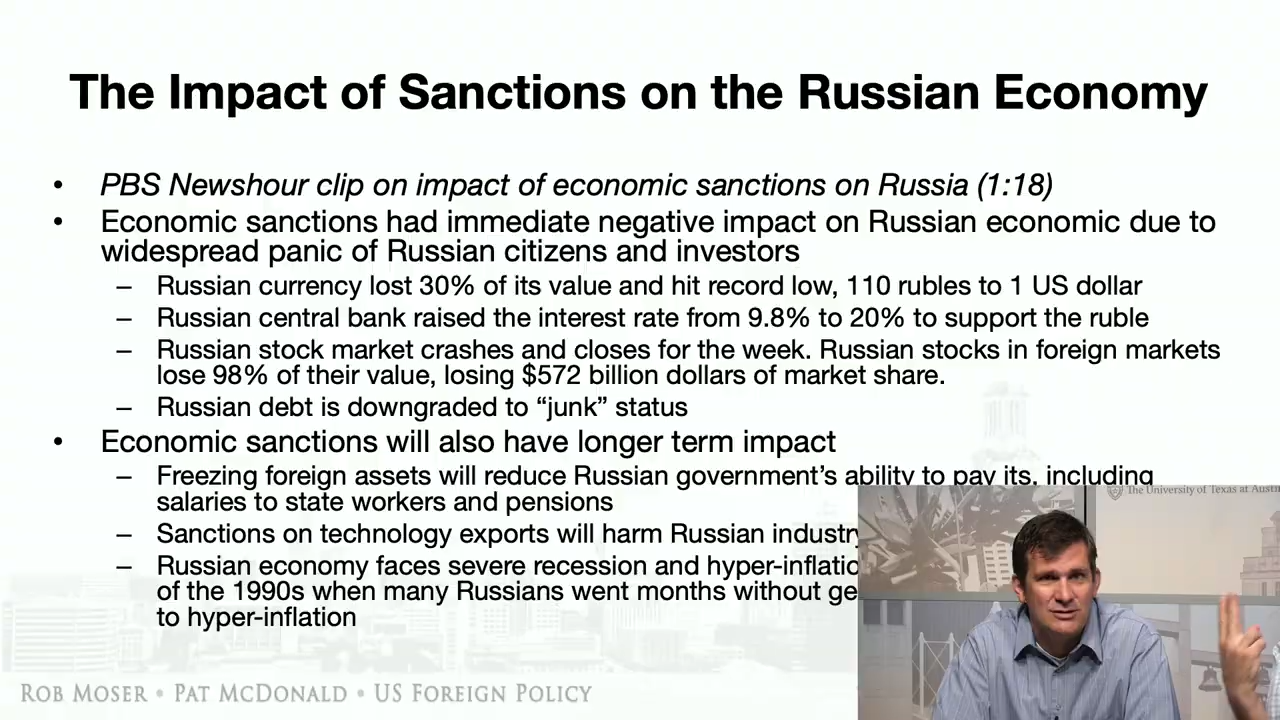 The Impact of Sanctions on the Russian Economy
• PBS Newshour clip on impact of economic sanctions on Russia (1:18)
• Economic sanctions had immediate negative impact on Russian economic due to
widespread panic of Russian citizens and investors
– Russian currency lost 30% of its value and hit record low, 110 rubles to 1 US dollar
– Russian central bank raised the interest rate from 9.8% to 20% to support the ruble
– Russian stock market crashes and closes for the week. Russian stocks in foreign markets
lose 98% of their value, losing $572 billion dollars of market share.
– Russian debt is downgraded to “junk” status
• Economic sanctions will also have longer term impact
– Freezing foreign assets will reduce Russian government’s ability to pay its, including
salaries to state workers and pensions
– Sanctions on technology exports will harm Russian industry
– Russian economy faces severe recession and hyper-inflatio
of the 1990s when many Russians went months without ge
to hyper-inflation
The University of Texas at Austi
ROB MOSER • PAT MCDONALD • US FOREIGN POLICY